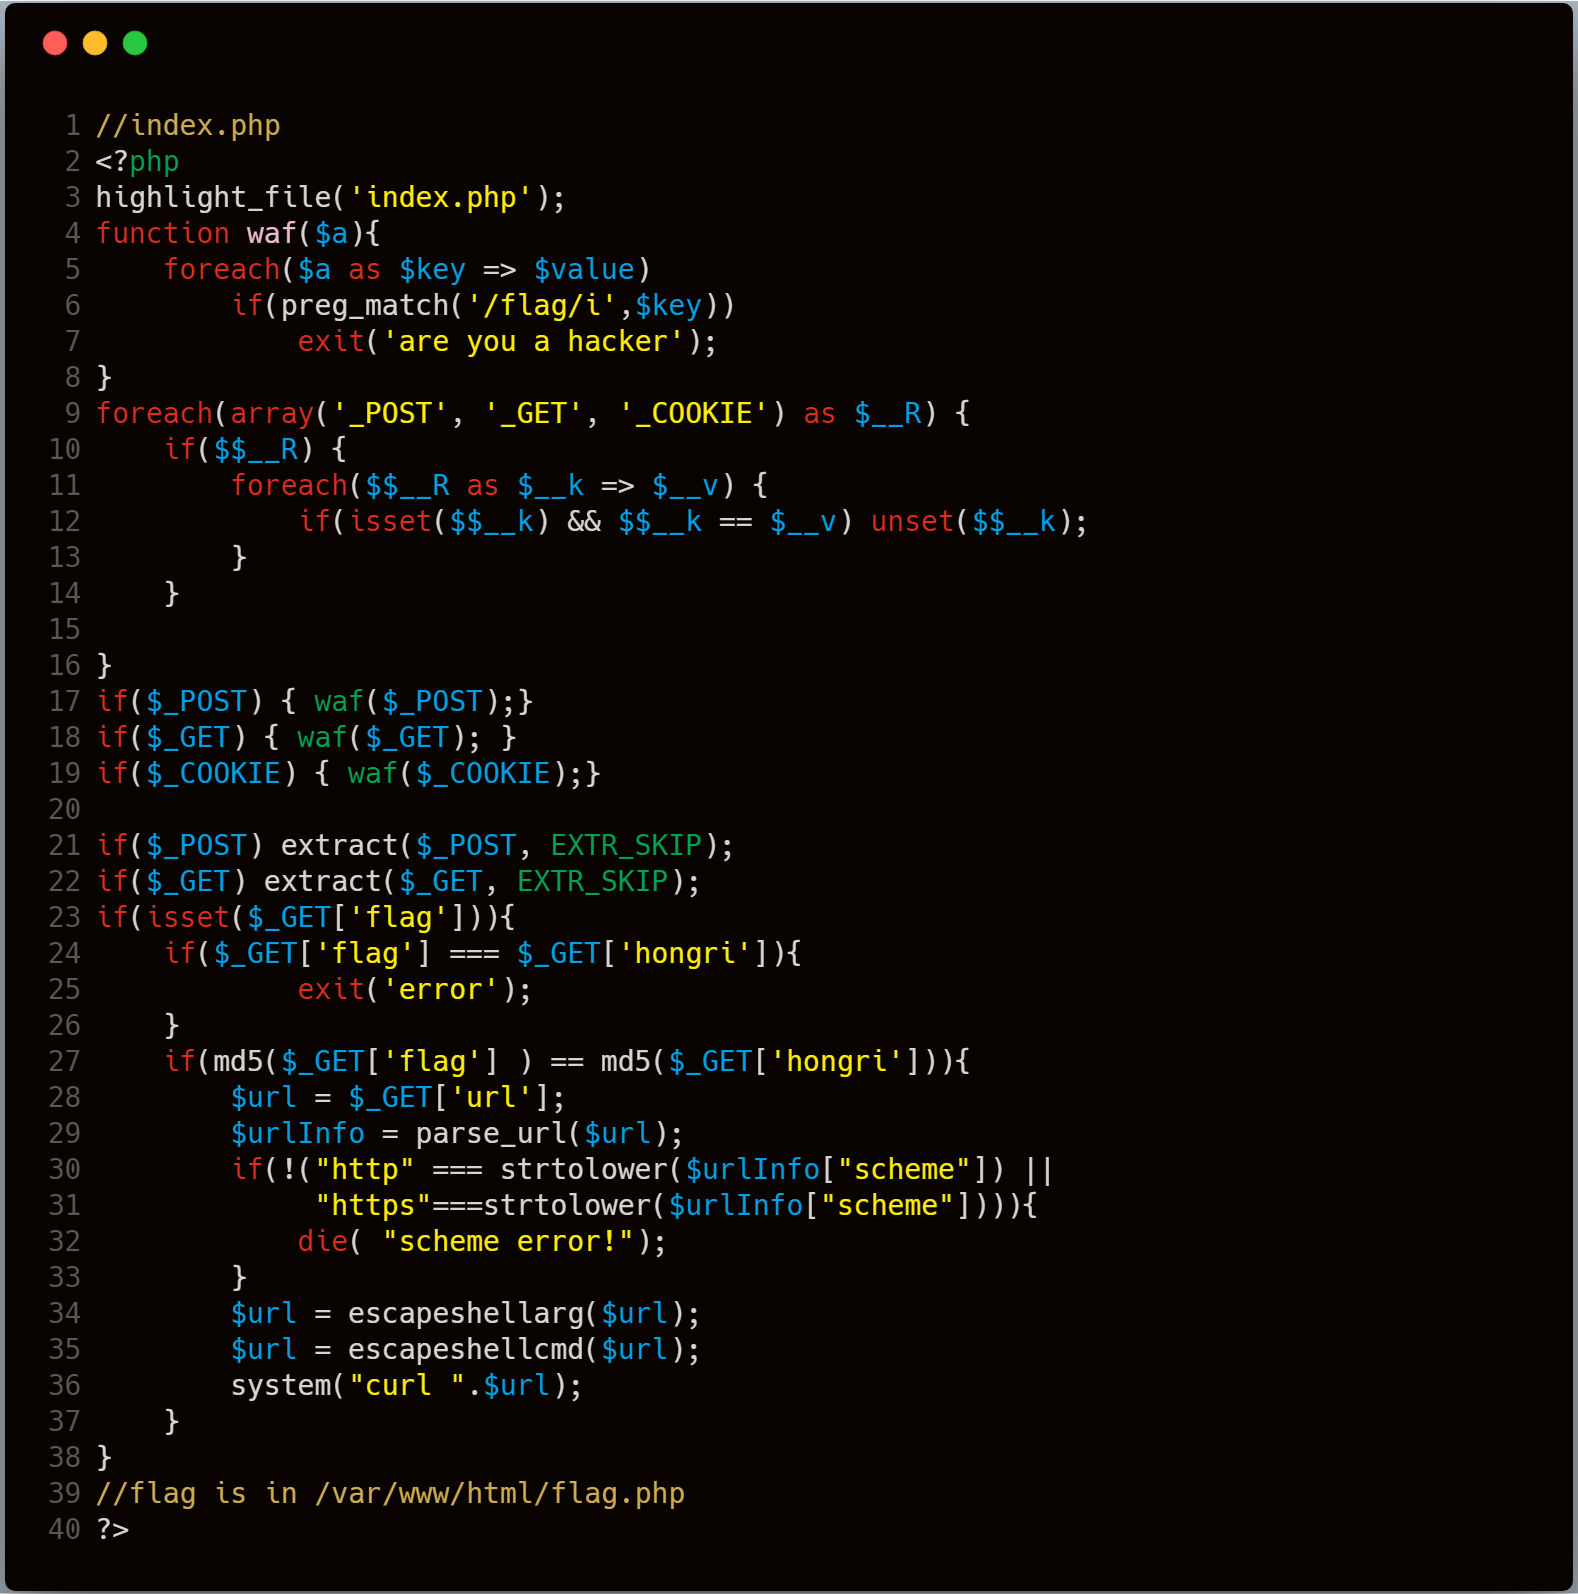 1 //index.php
2 <?php
3 highlight_file('index.php');
4 function waf($a){
5     foreach($a as $key => $value)
6         if(preg_match('/flag/i',$key))
7             exit('are you a hacker');
8 }
9 foreach(array('_POST', '_GET', '_COOKIE') as $__R) {
10     if($$__R) {
11         foreach($$__R as $__k => $__v) {
12             if(isset($$__k) && $$__k == $__v) unset($$__k);
13         }
14     }
15
16 }
17 if($_POST) { waf($_POST);}
18 if($_GET) { waf($_GET); }
19 if($_COOKIE) { waf($_COOKIE);}
20
21 if($_POST) extract($_POST, EXTR_SKIP);
22 if($_GET) extract($_GET, EXTR_SKIP);
23 if(isset($_GET['flag'])){
24     if($_GET['flag'] === $_GET['hongri']){
25             exit('error');
26     }
27     if(md5($_GET['flag'] ) == md5($_GET['hongri'])){
28         $url = $_GET['url'];
29         $urlInfo = parse_url($url);
30         if(!("http" === strtolower($urlInfo["scheme"]) ||
31              "https"===strtolower($urlInfo["scheme"]))){
32             die( "scheme error!");
33         }
34         $url = escapeshellarg($url);
35         $url = escapeshellcmd($url);
36         system("curl ".$url);
37     }
38 }
39 //flag is in /var/www/html/flag.php
40 ?>